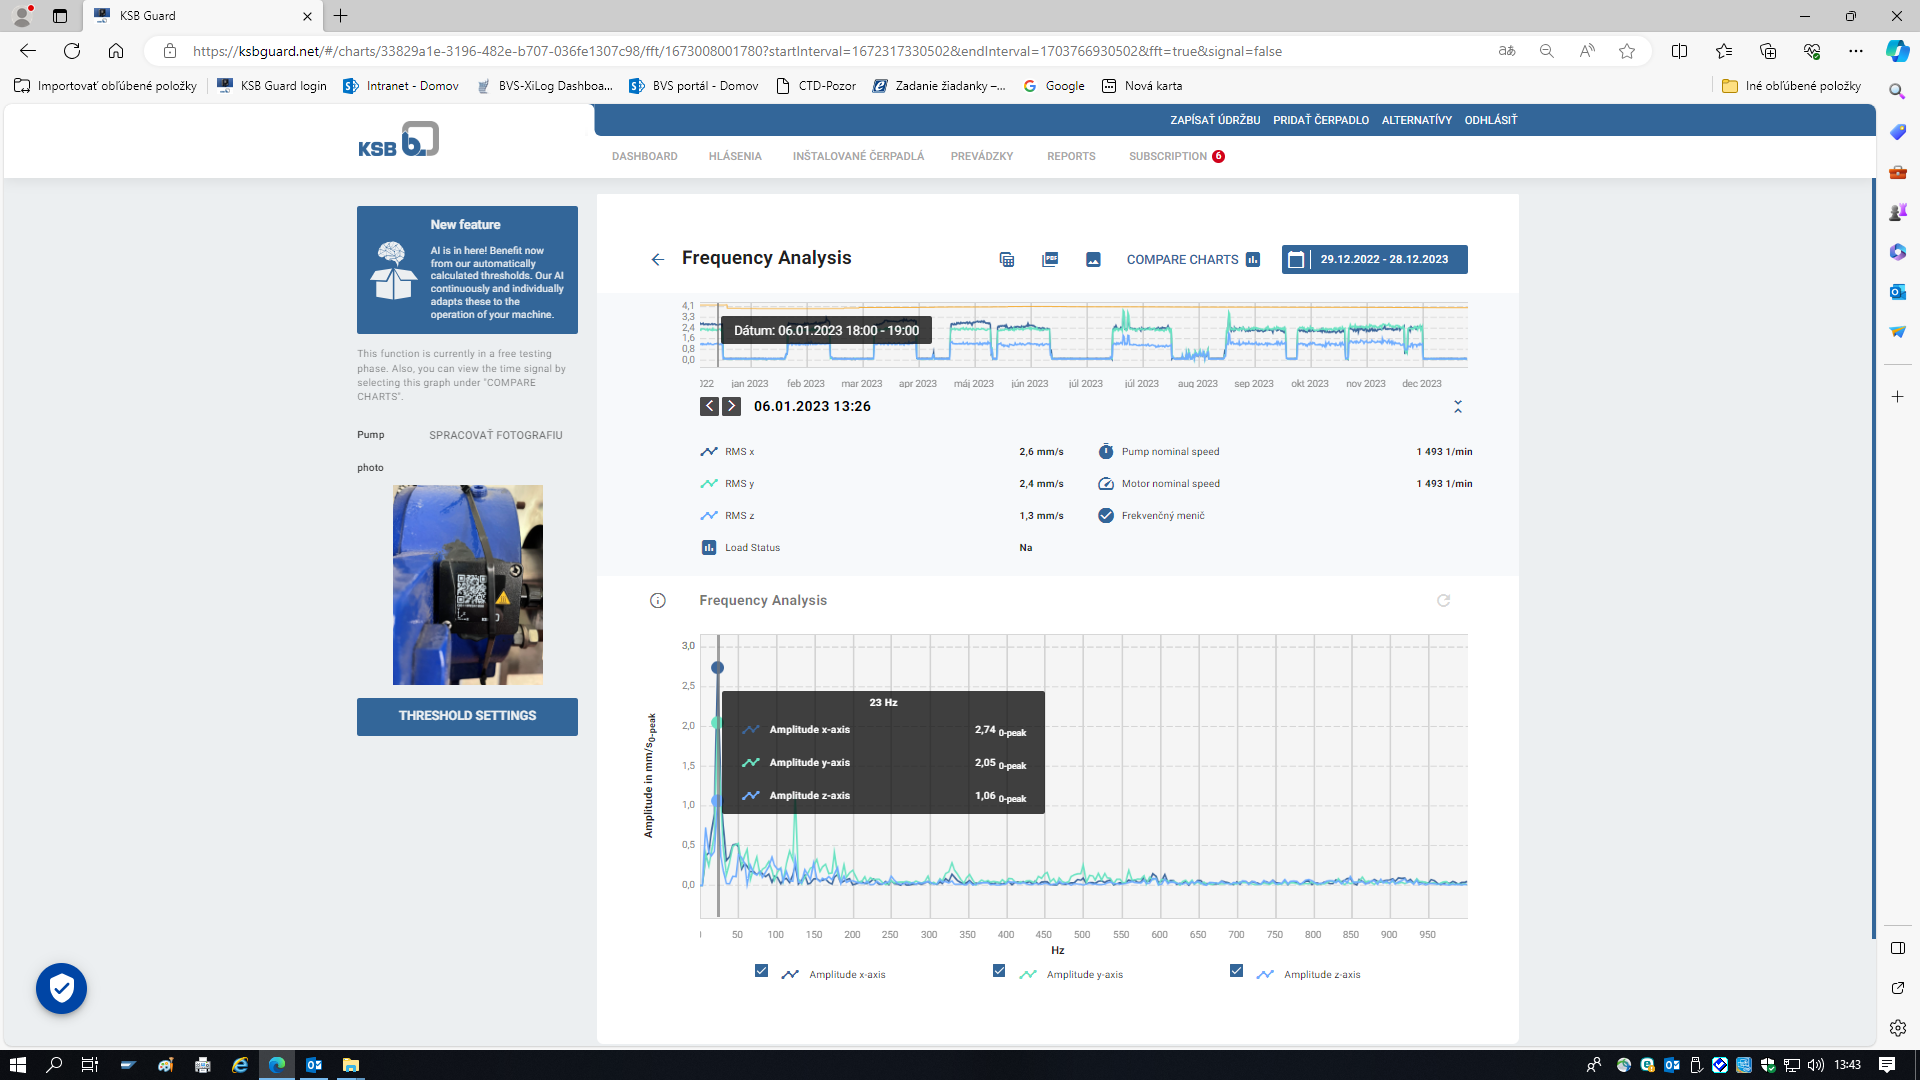 KSB Guard
https://ksbguard.net/#/charts/33829a1e-3196-482e-b707-036fe1307c98/fft/1673008001780?startInterval=1672317330502&endInterval=1703766930502&fft=true&signal=false
Importovať obľúbené položky
KSB Guard login
Intranet - Domov
BVS-XiLog Dashboa...
BVS portál - Domov
CTD-Pozor
Zadanie žiadanky –...
Google
Nová karta
Iné obľúbené položky
ZAPÍSAŤ ÚDRŽBU PRIDAŤ ČERPADLO ALTERNATÍVY ODHLÁSIŤ
KSB
DASHBOARD HLÁSENIA INŠTALOVANÉ ČERPADLÁ PREVÁDZKY REPORTS SUBSCRIPTION 6
New feature
AI is in here! Benefit now
from our automatically
calculated thresholds. Our AI
continuously and individually
adapts these to the
operation of your machine.
This function is currently in a free testing
phase. Also, you can view the time signal by
selecting this graph under "COMPARE
CHARTS".
Pump
photo
SPRACOVAŤ FOTOGRAFIU
THRESHOLD SETTINGS
Frequency Analysis
PDF
COMPARE CHARTS
29.12.2022 - 28.12.2023
4,1
3,3
2,4
1,6
0,8
0,0
Dátum: 06.01.2023 18:00 - 19:00
2022 jan 2023 feb 2023 mar 2023 apr 2023 máj 2023 jún 2023 júl 2023 júl 2023 aug 2023 sep 2023 okt 2023 nov 2023 dec 2023
06.01.2023 13:26
RMS x 2,6 mm/s Pump nominal speed 1 493 1/min
RMS y 2,4 mm/s Motor nominal speed 1 493 1/min
RMS z 1,3 mm/s Frekvenčný menič
Load Status Na
Frequency Analysis
Amplitude in mm/s0-peak
3,0
2,5
2,0
1,5
1,0
0,5
0,0
23 Hz
Amplitude x-axis 2,74 0-peak
Amplitude y-axis 2,05 0-peak
Amplitude z-axis 1,06 0-peak
50 100 150 200 250 300 350 400 450 500 550 600 650 700 750 800 850 900 950
Hz
Amplitude x-axis Amplitude y-axis Amplitude z-axis
13:43